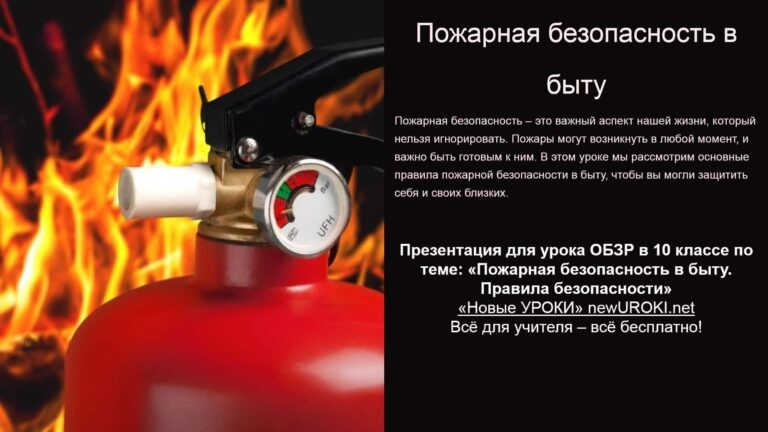 Пожарная безопасность в
быту
Пожарная безопасность – это важный аспект нашей жизни, который
нельзя игнорировать. Пожары могут возникнуть в любой момент, и
важно быть готовым к ним. В этом уроке мы рассмотрим основные
правила пожарной безопасности в быту, чтобы вы могли защитить
себя и своих близких.
Презентация для урока ОБЗР в 10 классе по
теме: «Пожарная безопасность в быту.
Правила безопасности»
«Новые УРОКИ» newUROKI.net
Всё для учителя – всё бесплатно!
Bar
UFH